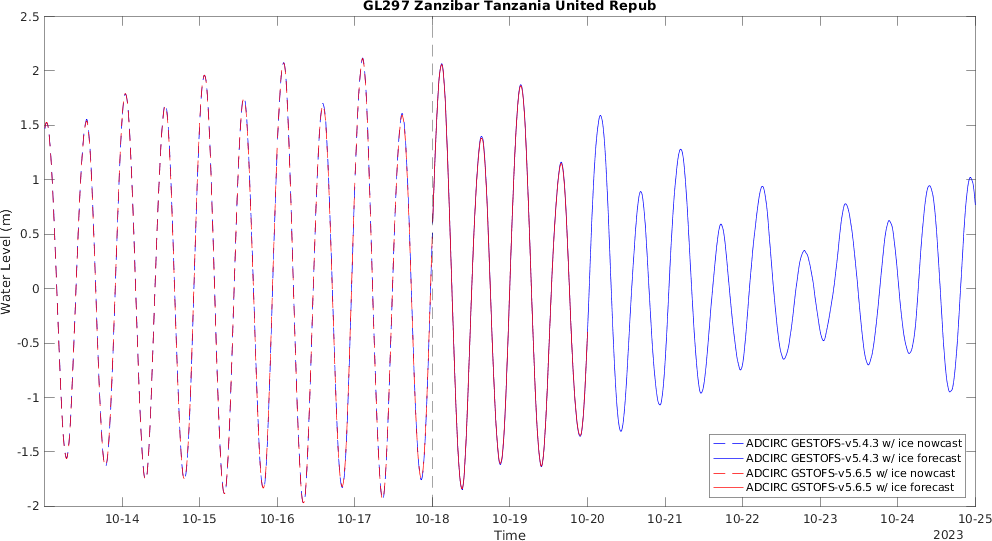 GL297 Zanzibar Tanzania United Repub
2.5
2
1.5
1
0.5
0
-0.5
-1
-1.5
-2
Water Level (m)
ADCIRC GESTOFS-v5.4.3 w/ ice nowcast
ADCIRC GESTOFS-v5.4.3 w/ ice forecast
ADCIRC GSTOFS-v5.6.5 w/ ice nowcast
ADCIRC GSTOFS-v5.6.5 w/ ice forecast
10-14 10-15 10-16 10-17 10-18 10-19 10-20 10-21 10-22 10-23 10-24 10-25
Time
2023